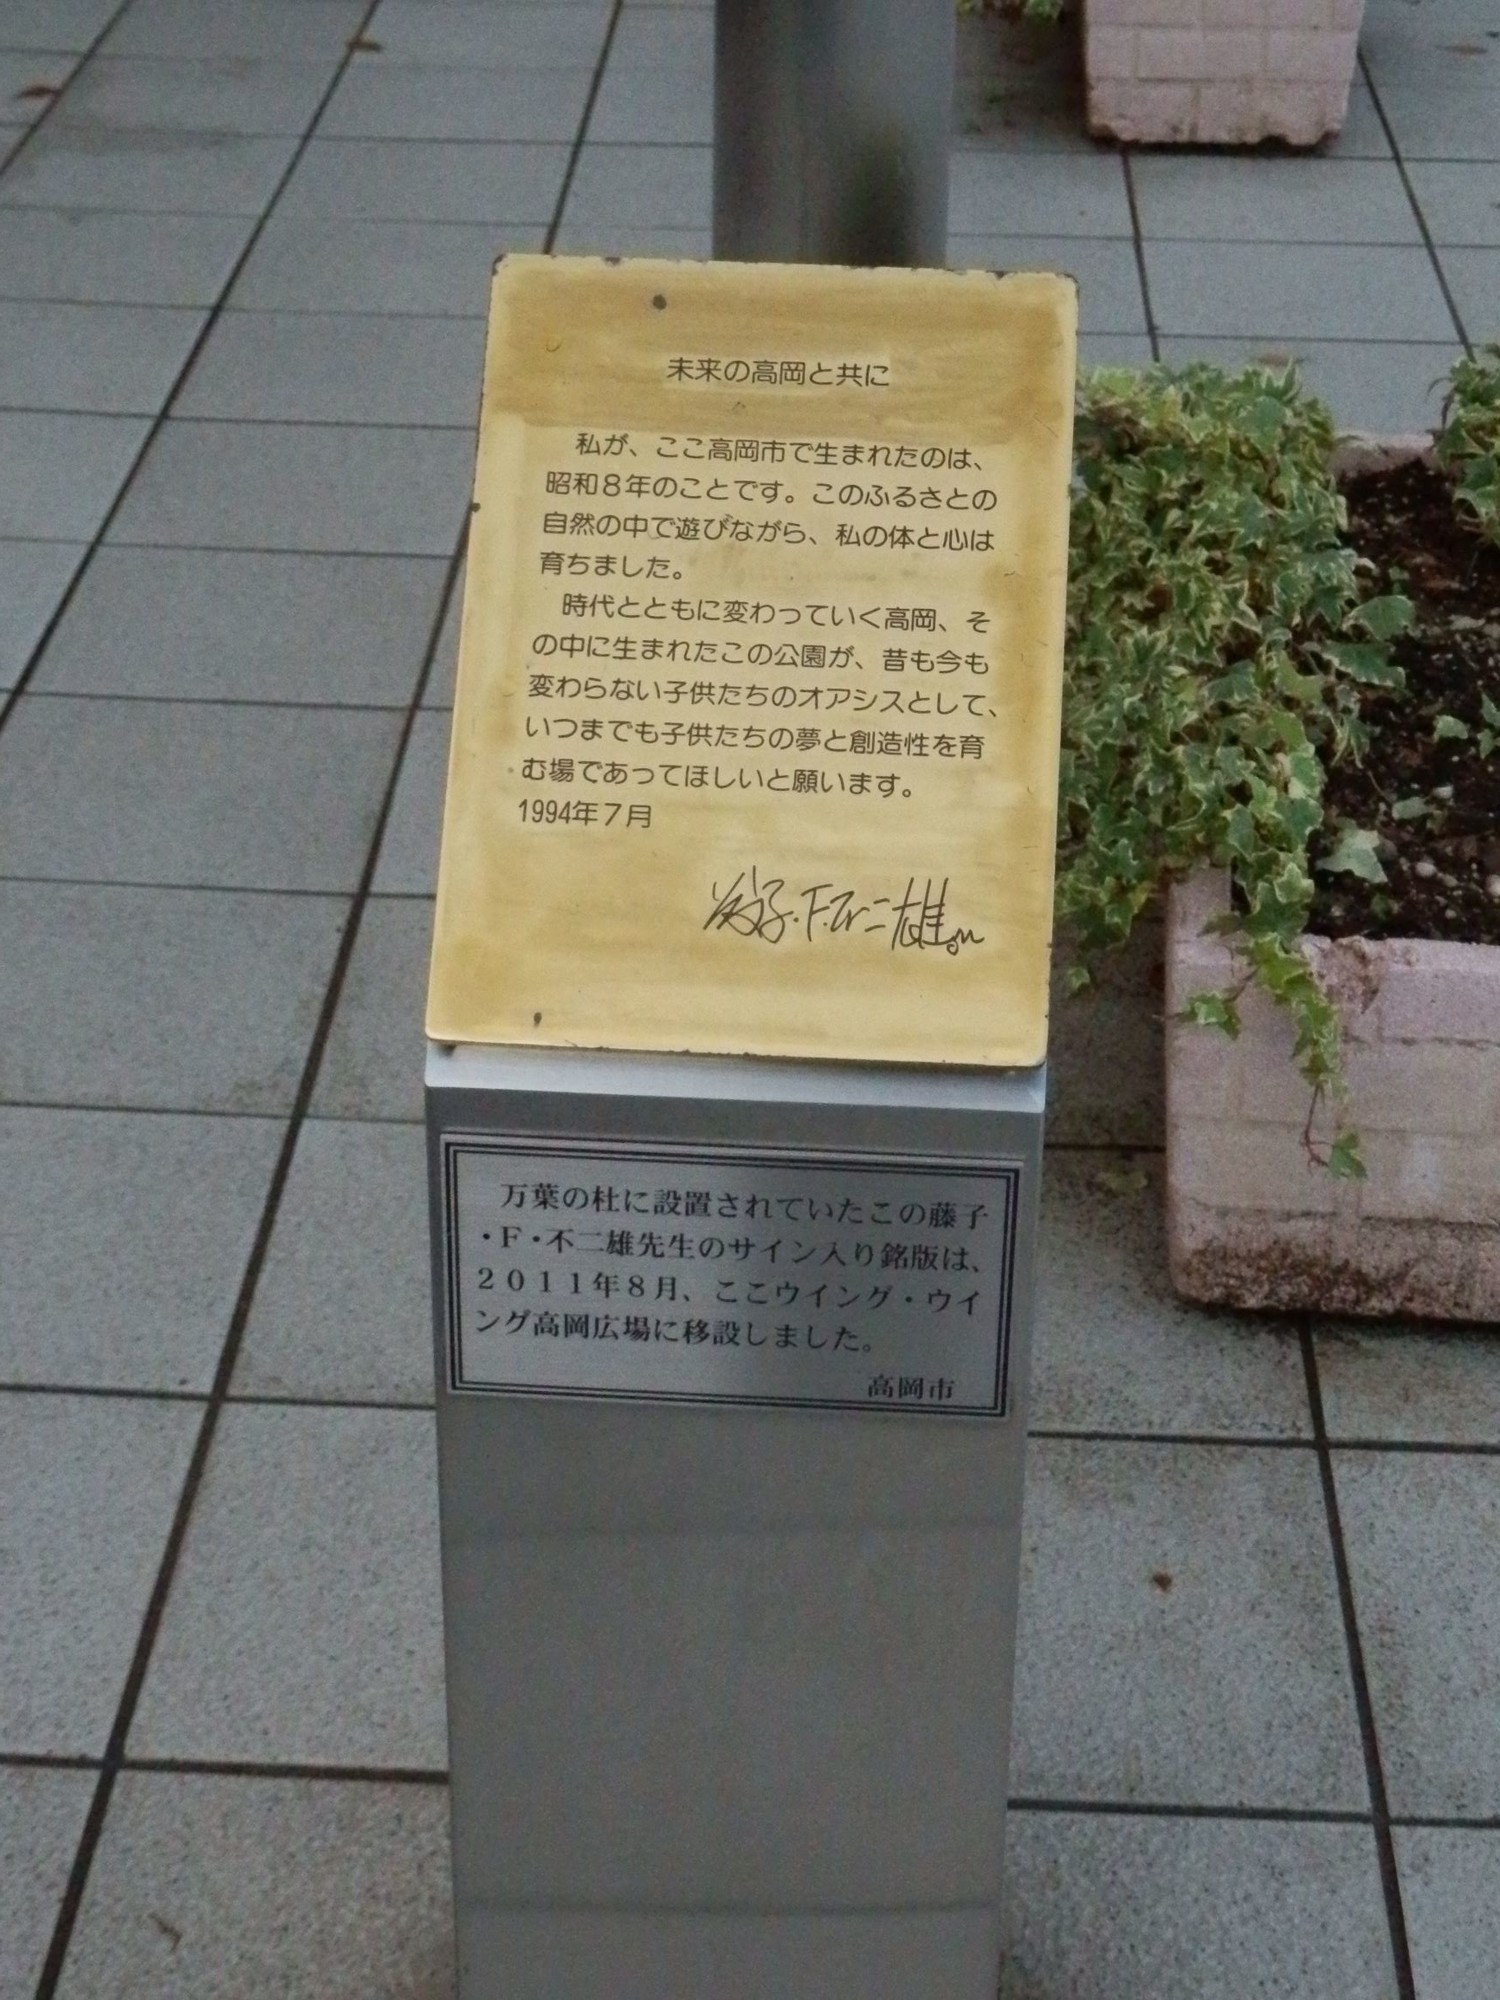 未来の高岡と共に
私が、ここ高岡市で生まれたのは、
昭和8年のことです。このふるさとの
自然の中で遊びながら、私の体と心は
育ちました。
時代とともに変わっていく高岡、そ
の中に生まれたこの公園が、昔も今も
変わらない子供たちのオアシスとして、
いつまでも子供たちの夢と創造性を育
む場であってほしいと願います。
1994年7月
藤子・F・不二雄
万葉の杜に設置されていたこの藤子
・F・不二雄先生のサイン入り銘版は、
2011年8月、ここウイング・ウイ
ング高岡広場に移設しました。
高岡市